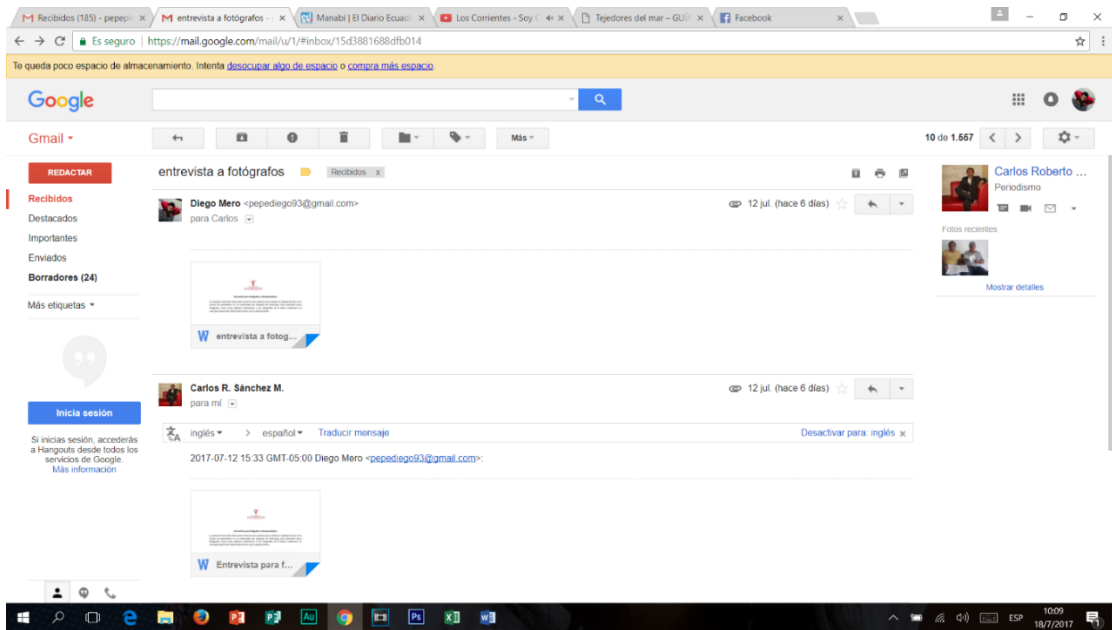 Recibidos (185) - pepepi
entrevista a fotógrafos -
Manabí | El Diario Ecuad
Los Corrientes - Soy C
Tejedores del mar – GUÍA
Facebook
Es seguro
https://mail.google.com/mail/u/1/#inbox/15d3881688dfb014
Te queda poco espacio de almacenamiento. Intenta desocupar algo de espacio o compra más espacio.
Google
Gmail
Más
10 de 1.557
REDACTAR
Recibidos
Destacados
Importantes
Enviados
Borradores (24)
Más etiquetas
Inicia sesión
Si inicias sesión, accederás
a Hangouts desde todos los
servicios de Google.
Más información
entrevista a fotógrafos
Recibidos x
Diego Mero <pepediego93@gmail.com>
12 jul. (hace 6 días)
para Carlos
W entrevista a fotog...
Carlos R. Sánchez M.
12 jul. (hace 6 días)
para mí
inglés > español Traducir mensaje
Desactivar para: inglés x
2017-07-12 15:33 GMT-05:00 Diego Mero <pepediego93@gmail.com>:
W Entrevista para f...
Carlos Roberto ...
Periodismo
Fotos recientes
Mostrar detalles
Au
Ps
ESP
10:09
18/7/2017